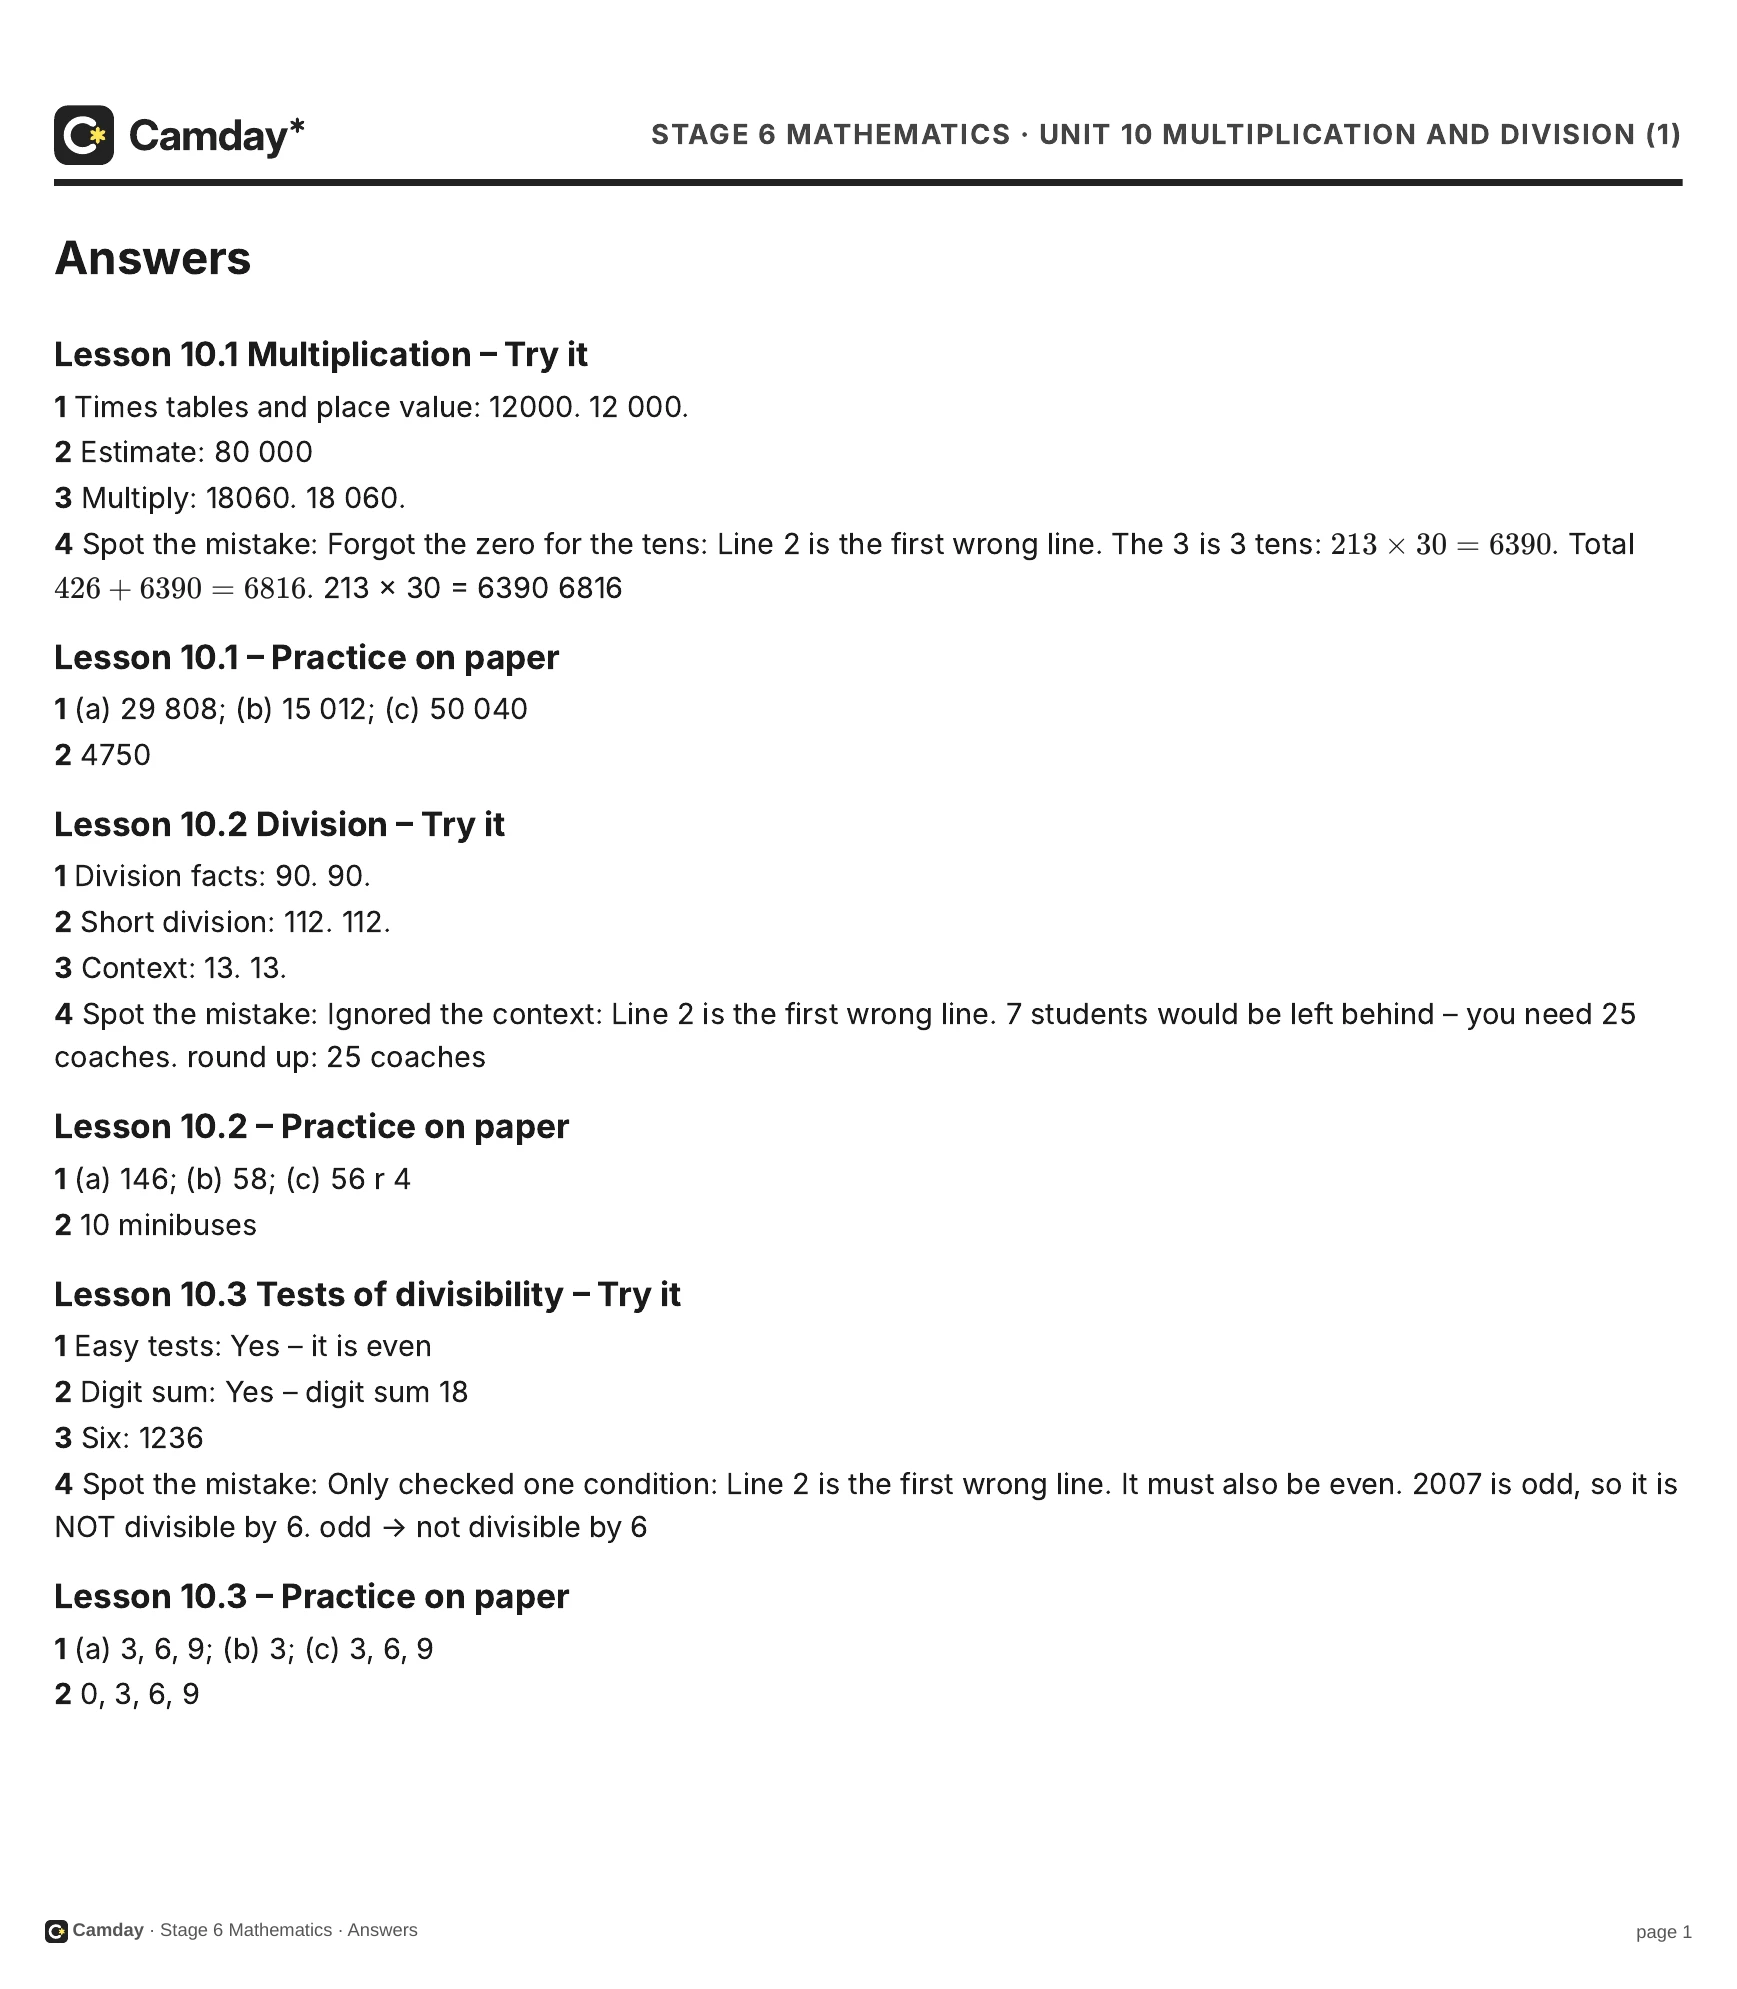 Camday*
STAGE 6 MATHEMATICS · UNIT 10 MULTIPLICATION AND DIVISION (1)
Answers
Lesson 10.1 Multiplication – Try it
1 Times tables and place value: 12000. 12 000.
2 Estimate: 80 000
3 Multiply: 18060. 18 060.
4 Spot the mistake: Forgot the zero for the tens: Line 2 is the first wrong line. The 3 is 3 tens: 213 × 30 = 6390. Total
426 + 6390 = 6816. 213 × 30 = 6390 6816
Lesson 10.1 – Practice on paper
1 (a) 29 808; (b) 15 012; (c) 50 040
2 4750
Lesson 10.2 Division – Try it
1 Division facts: 90. 90.
2 Short division: 112. 112.
3 Context: 13. 13.
4 Spot the mistake: Ignored the context: Line 2 is the first wrong line. 7 students would be left behind – you need 25
coaches. round up: 25 coaches
Lesson 10.2 – Practice on paper
1 (a) 146; (b) 58; (c) 56 r 4
2 10 minibuses
Lesson 10.3 Tests of divisibility – Try it
1 Easy tests: Yes – it is even
2 Digit sum: Yes – digit sum 18
3 Six: 1236
4 Spot the mistake: Only checked one condition: Line 2 is the first wrong line. It must also be even. 2007 is odd, so it is
NOT divisible by 6. odd → not divisible by 6
Lesson 10.3 – Practice on paper
1 (a) 3, 6, 9; (b) 3; (c) 3, 6, 9
2 0, 3, 6, 9
Camday · Stage 6 Mathematics · Answers
page 1